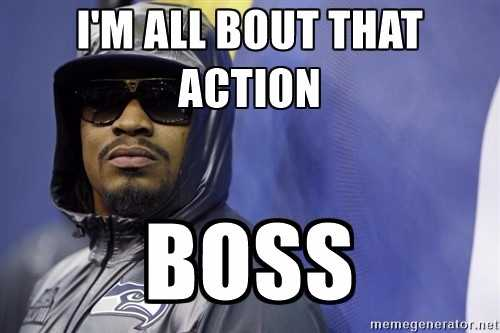 I'M ALL BOUT THAT
ACTION
BOSS
memegenerator.net